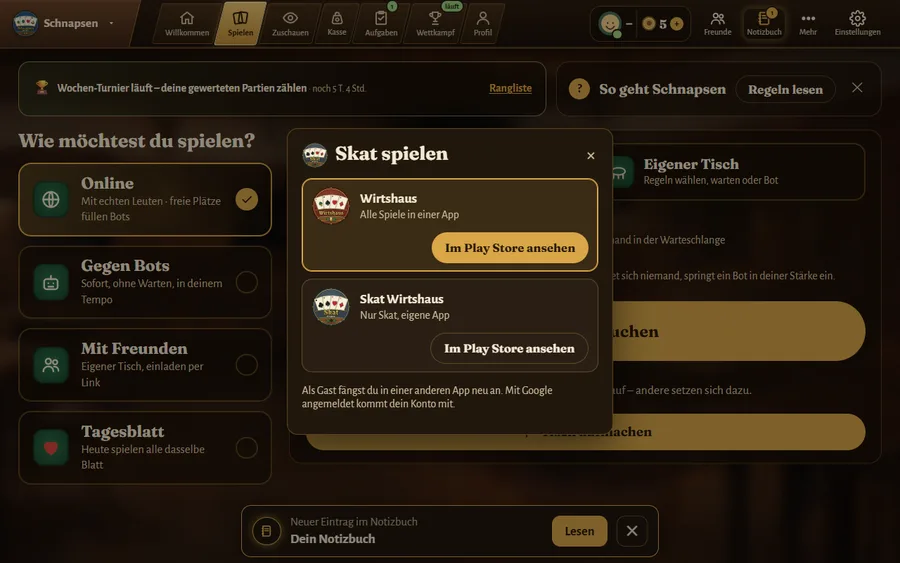 Schnapsen
Willkommen
Spielen
Zuschauen
Kasse
1
Aufgaben
läuft
Wettkampf
Profil
–
5
Freunde
1
Notizbuch
Mehr
Einstellungen
Wochen-Turnier läuft – deine gewerteten Partien zählen · noch 5 T. 4 Std.
Rangliste
? So geht Schnapsen
Regeln lesen
Wie möchtest du spielen?
Online
Mit echten Leuten · freie Plätze
füllen Bots
Gegen Bots
Sofort, ohne Warten, in deinem
Tempo
Mit Freunden
Eigener Tisch, einladen per
Link
Tagesblatt
Heute spielen alle dasselbe
Blatt
Skat spielen
Wirtshaus
Wirtshaus
Alle Spiele in einer App
Im Play Store ansehen
Skat
Skat Wirtshaus
Nur Skat, eigene App
Im Play Store ansehen
Als Gast fängst du in einer anderen App neu an. Mit Google
angemeldet kommt dein Konto mit.
Eigener Tisch
Regeln wählen, warten oder Bot
in der Warteschlange
sich niemand, springt ein Bot in deiner Stärke ein.
– andere setzen sich dazu.
Neuer Eintrag im Notizbuch
Dein Notizbuch
Lesen